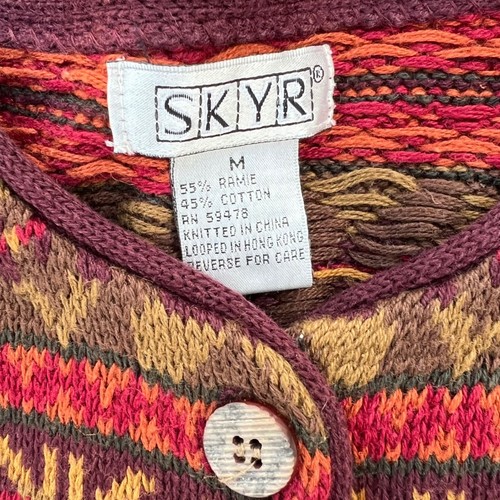 SKYR®
M
55% RAMIE
45% COTTON
RN 59478
KNITTED IN CHINA
LOOPED IN HONG KONG
REVERSE FOR CARE